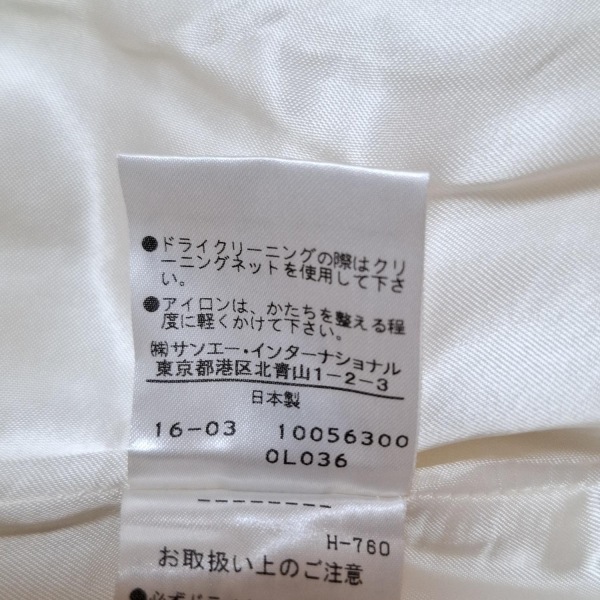 ●ドライクリーニングの際はクリ
ーニングネットを使用して下さ
い。
●アイロンは、かたちを整える程
度に軽くかけて下さい。
㈱サンエー・インターナショナル
東京都港区北青山1-2-3
日本製
16-03 10056300
0L036
--------
H-760
お取扱い上のご注意
●必ずド